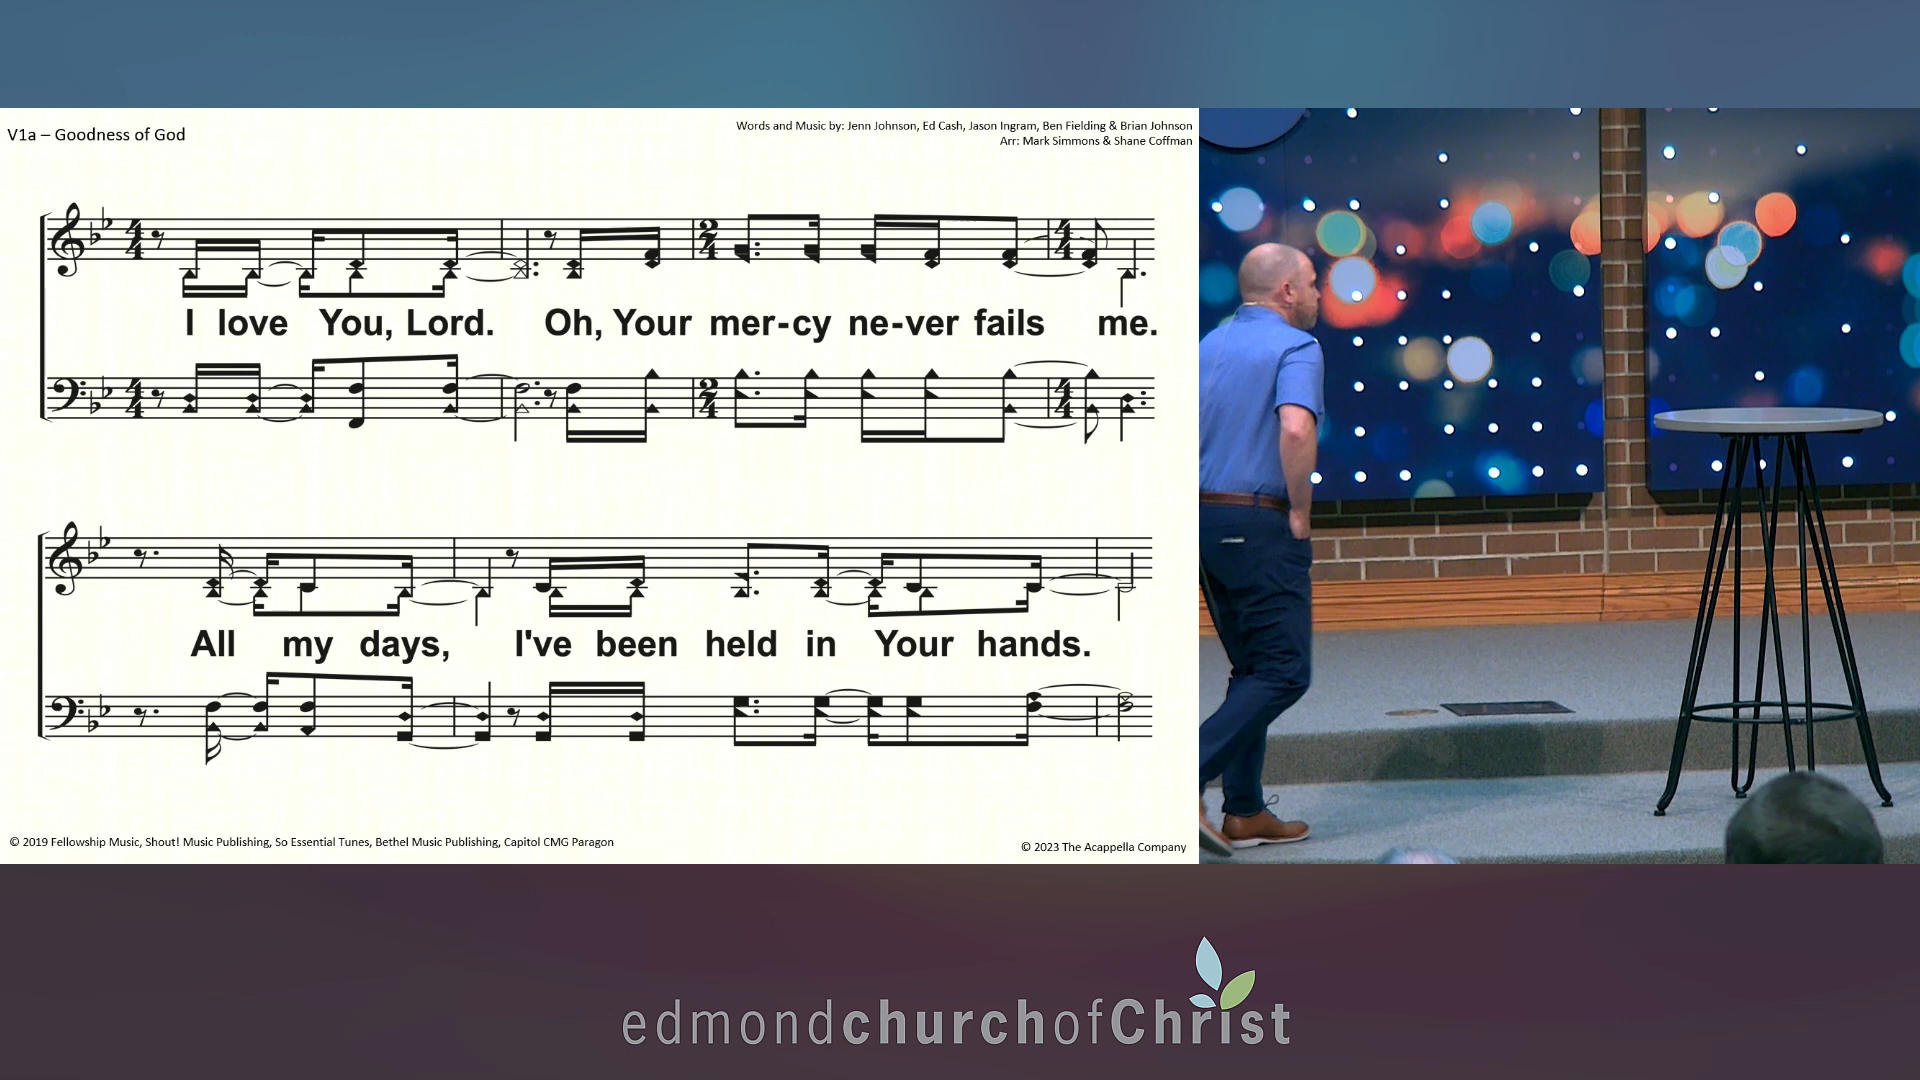 V1a – Goodness of God
Words and Music by: Jenn Johnson, Ed Cash, Jason Ingram, Ben Fielding & Brian Johnson
Arr: Mark Simmons & Shane Coffman
I love You, Lord. Oh, Your mer-cy ne-ver fails me.
All my days, I've been held in Your hands.
© 2019 Fellowship Music, Shout! Music Publishing, So Essential Tunes, Bethel Music Publishing, Capitol CMG Paragon
© 2023 The Acappella Company
edmondchurchofChrist